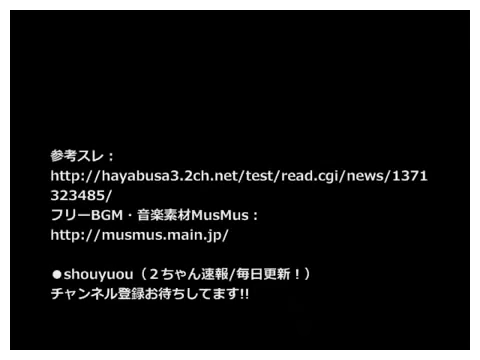 参考スレ：
http://hayabusa3.2ch.net/test/read.cgi/news/1371
323485/
フリーBGM・音楽素材MusMus：
http://musmus.main.jp/
●shouyuou（２ちゃん速報/毎日更新！）
チャンネル登録お待ちしてます!!